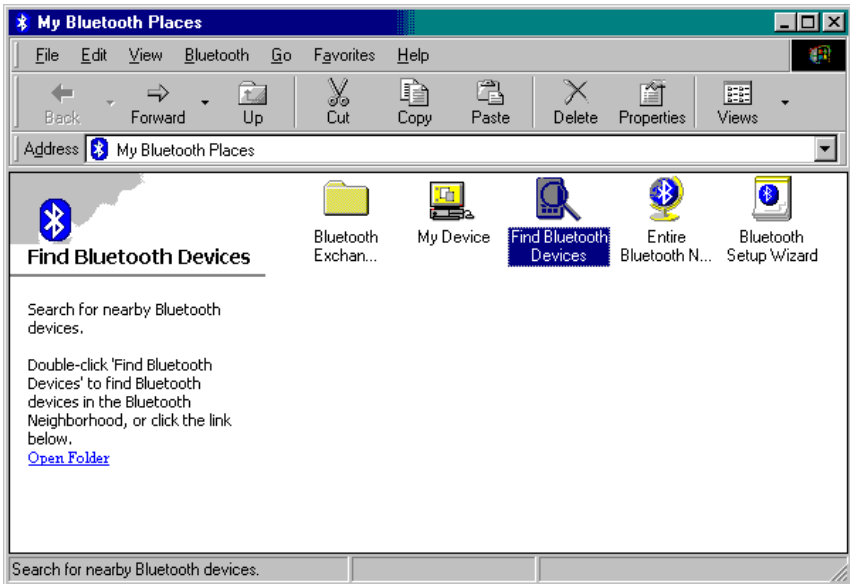 My Bluetooth Places
File Edit View Bluetooth Go Favorites Help
Back Forward Up Cut Copy Paste Delete Properties Views
Address My Bluetooth Places
Find Bluetooth Devices
Search for nearby Bluetooth
devices.
Double-click 'Find Bluetooth
Devices' to find Bluetooth
devices in the Bluetooth
Neighborhood, or click the link
below.
Open Folder
Bluetooth
Exchan...
My Device
Find Bluetooth
Devices
Entire
Bluetooth N...
Bluetooth
Setup Wizard
Search for nearby Bluetooth devices.